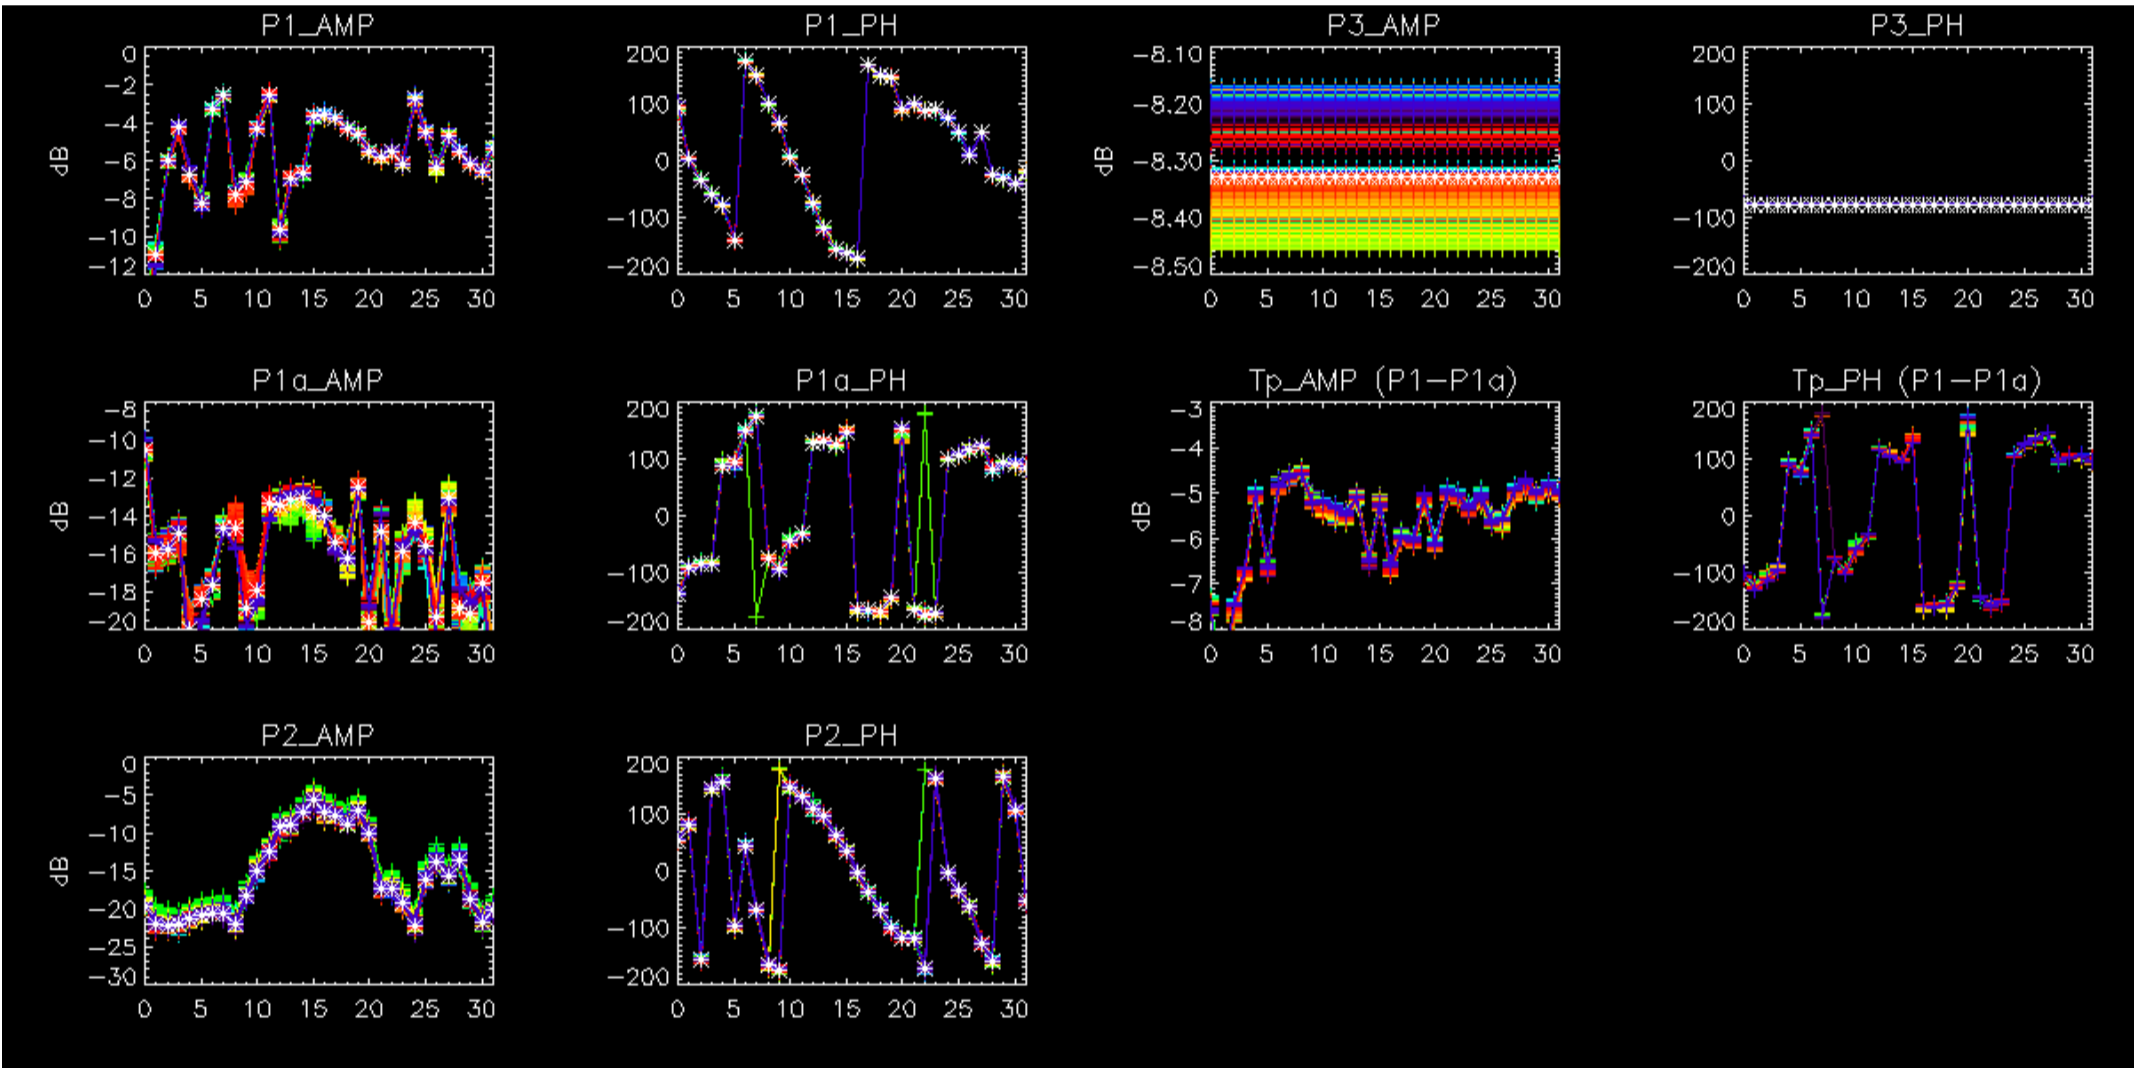 P1_AMP P1_PH P3_AMP P3_PH
0 200 −8.10 200
−2
100 −8.20 100
−4
dB −6 0 dB −8.30 0
−8
−100 −8.40 −100
−10
−12 −200 −8.50 −200
0 5 10 15 20 25 30 0 5 10 15 20 25 30 0 5 10 15 20 25 30 0 5 10 15 20 25 30
P1a_AMP P1a_PH Tp_AMP (P1−P1a) Tp_PH (P1−P1a)
−8 200 −3 200
−10
100 −4 100
−12
dB −14 0 dB −5 0
−16 −6
−100 −100
−18 −7
−20 −200 −8 −200
0 5 10 15 20 25 30 0 5 10 15 20 25 30 0 5 10 15 20 25 30 0 5 10 15 20 25 30
P2_AMP P2_PH
0 200
−5
100
−10
dB −15 0
−20
−100
−25
−30 −200
0 5 10 15 20 25 30 0 5 10 15 20 25 30